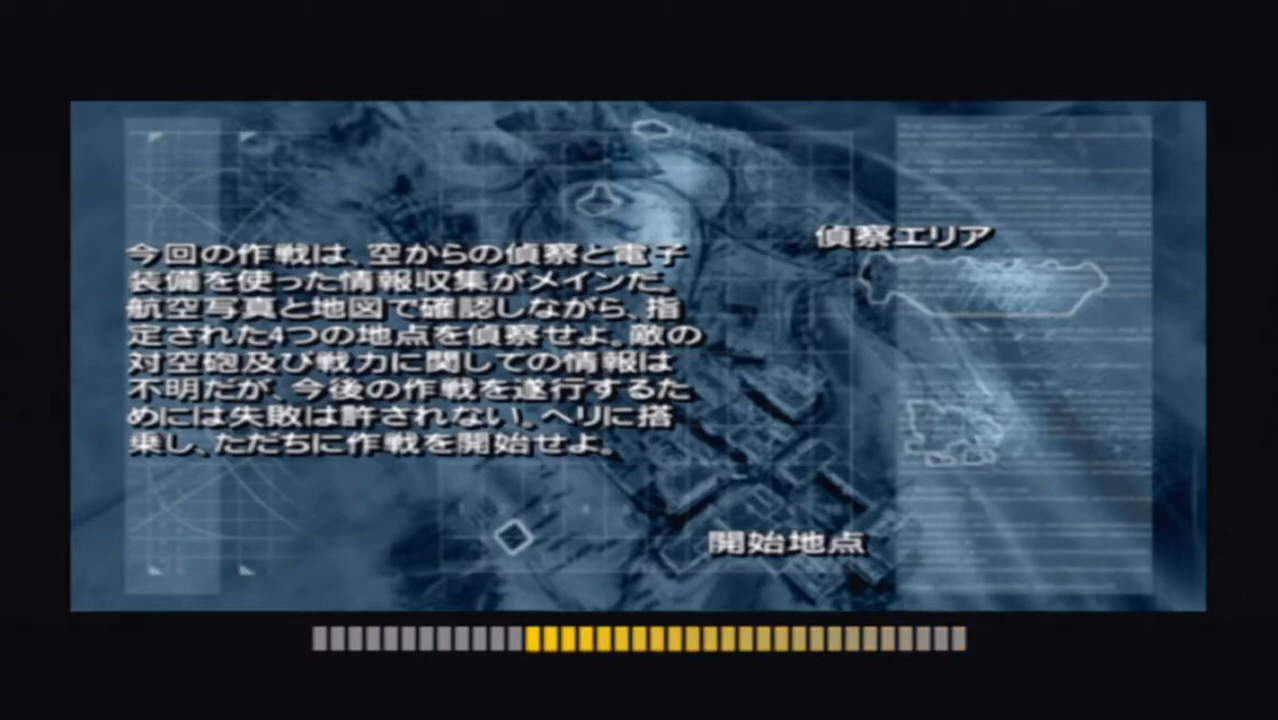 偵察エリア
今回の作戦は、空からの偵察と電子
装備を使った情報収集がメインだ。
航空写真と地図で確認しながら、指
定された4つの地点を偵察せよ。敵の
対空砲及び戦力に関しての情報は
不明だが、今後の作戦を遂行するた
めには失敗は許されない。ヘリに搭
乗し、ただちに作戦を開始せよ。
開始地点